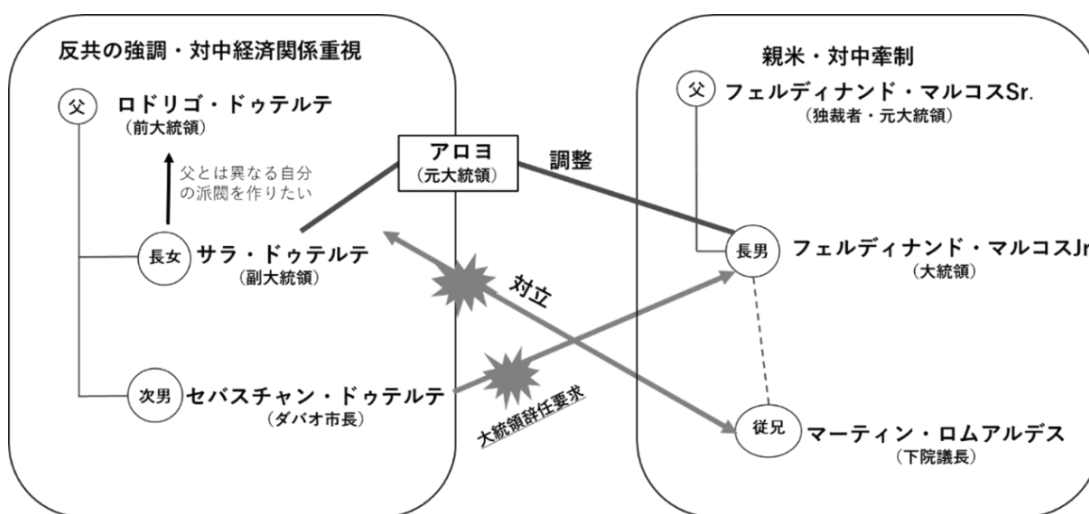 反共の強調・対中経済関係重視
父
ロドリゴ・ドゥテルテ
(前大統領)
父とは異なる自分
の派閥を作りたい
長女
サラ・ドゥテルテ
(副大統領)
次男
セバスチャン・ドゥテルテ
(ダバオ市長)
アロヨ
(元大統領)
調整
対立
大統領辞任要求
親米・対中牽制
父
フェルディナンド・マルコスSr.
(独裁者・元大統領)
長男
フェルディナンド・マルコスJr
(大統領)
従兄
マーティン・ロムアルデス
(下院議長)